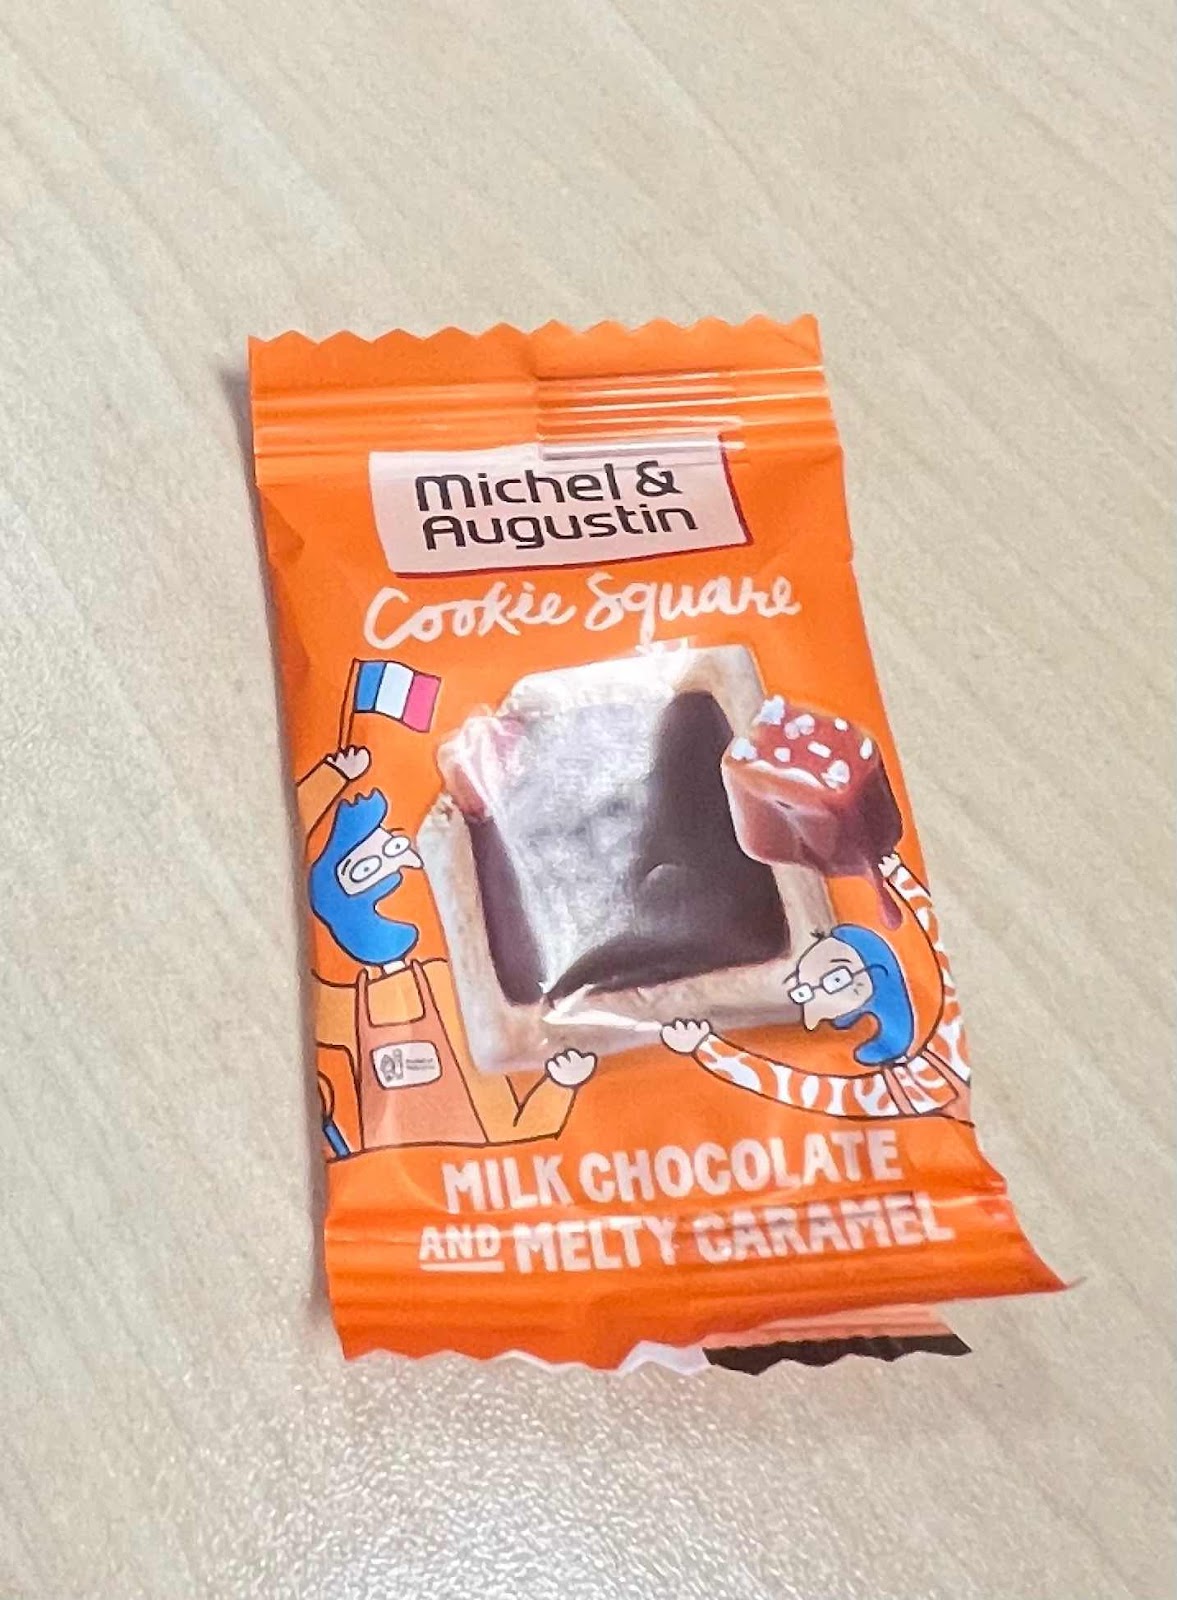 Michel &
Augustin
Cookie Square
MILK CHOCOLATE
AND MELTY CARAMEL